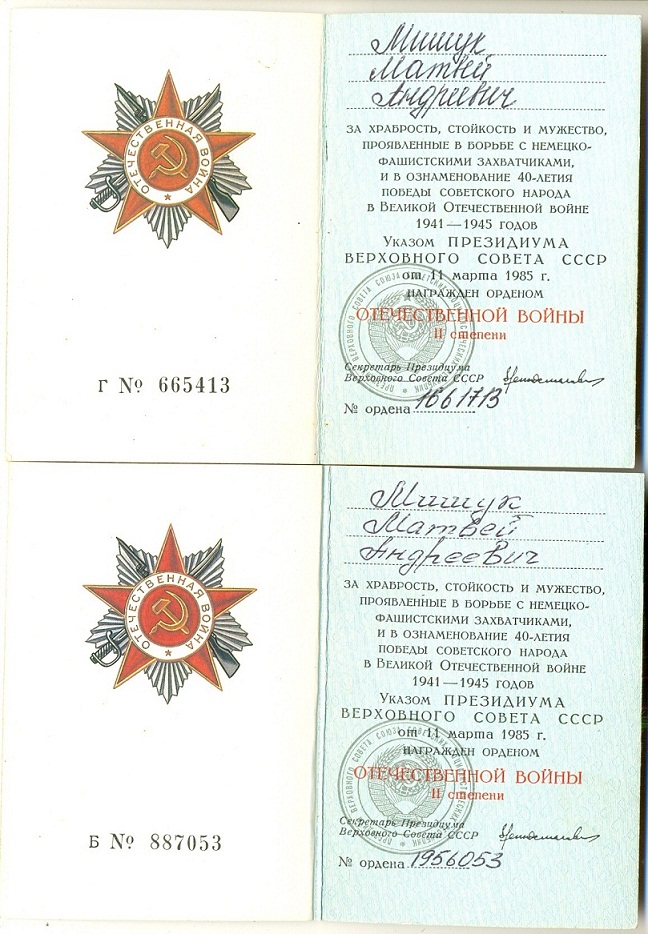 ОТЕЧЕСТВЕННАЯ ВОЙНА
Г № 665413
Мишук
Матвей
Андреевич
ЗА ХРАБРОСТЬ, СТОЙКОСТЬ И МУЖЕСТВО,
ПРОЯВЛЕННЫЕ В БОРЬБЕ С НЕМЕЦКО-
ФАШИСТСКИМИ ЗАХВАТЧИКАМИ,
И В ОЗНАМЕНОВАНИЕ 40-ЛЕТИЯ
ПОБЕДЫ СОВЕТСКОГО НАРОДА
В ВЕЛИКОЙ ОТЕЧЕСТВЕННОЙ ВОЙНЕ
1941—1945 ГОДОВ
УКАЗОМ ПРЕЗИДИУМА
ВЕРХОВНОГО СОВЕТА СССР
от 11 марта 1985 г.
НАГРАЖДЕН ОРДЕНОМ
ОТЕЧЕСТВЕННОЙ ВОЙНЫ
II степени
Секретарь Президиума
Верховного Совета СССР
№ ордена 1661713
ОТЕЧЕСТВЕННАЯ ВОЙНА
Б № 887053
Мишук
Матвей
Андреевич
ЗА ХРАБРОСТЬ, СТОЙКОСТЬ И МУЖЕСТВО,
ПРОЯВЛЕННЫЕ В БОРЬБЕ С НЕМЕЦКО-
ФАШИСТСКИМИ ЗАХВАТЧИКАМИ,
И В ОЗНАМЕНОВАНИЕ 40-ЛЕТИЯ
ПОБЕДЫ СОВЕТСКОГО НАРОДА
В ВЕЛИКОЙ ОТЕЧЕСТВЕННОЙ ВОЙНЕ
1941—1945 ГОДОВ
УКАЗОМ ПРЕЗИДИУМА
ВЕРХОВНОГО СОВЕТА СССР
от 11 марта 1985 г.
НАГРАЖДЕН ОРДЕНОМ
ОТЕЧЕСТВЕННОЙ ВОЙНЫ
II степени
Секретарь Президиума
Верховного Совета СССР
№ ордена 1956053